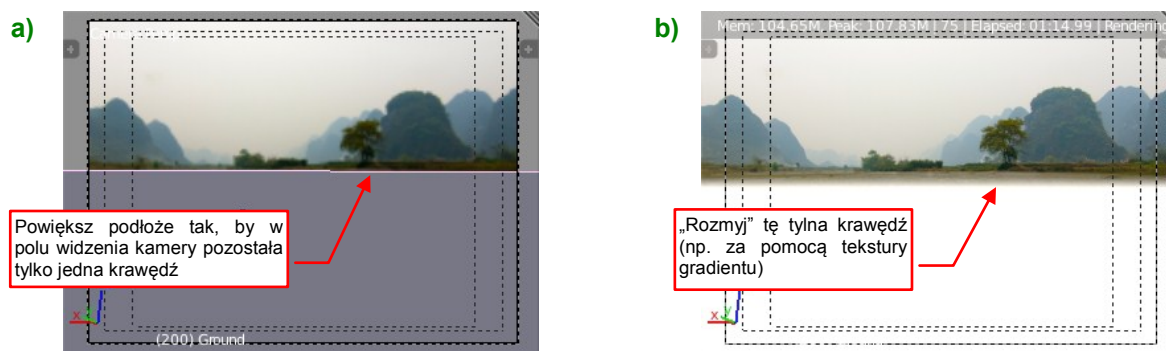 a)
Powiększ podłoże tak, by w
polu widzenia kamery pozostała
tylko jedna krawędź
x
(200) Ground
b)
Mem: 104.65M, Peak: 107.83M | 75 | Elapsed: 01:14.99 | Rendering
„Rozmyj” tę tylna krawędź
(np. za pomocą tekstury
gradientu)
x
y